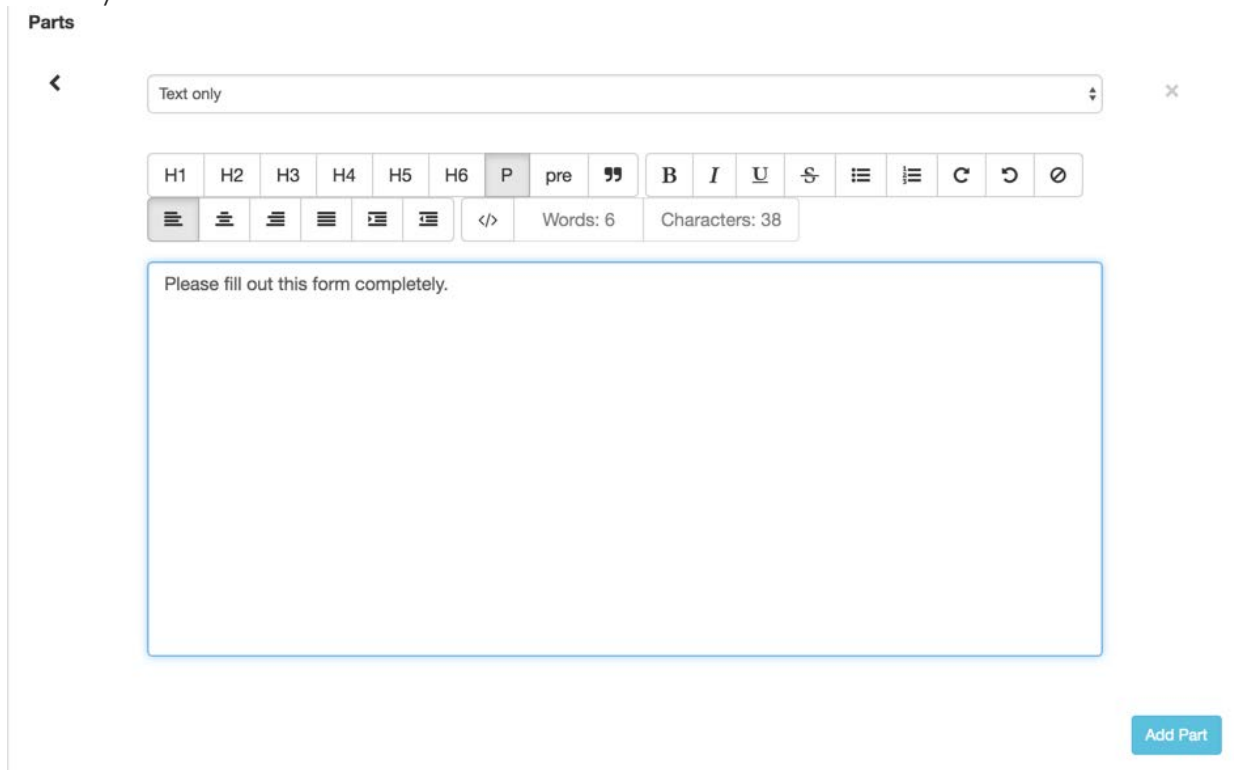 Parts
Text only
H1 H2 H3 H4 H5 H6 P pre ” B I U S
</> Words: 6 Characters: 38
Please fill out this form completely.
Add Part